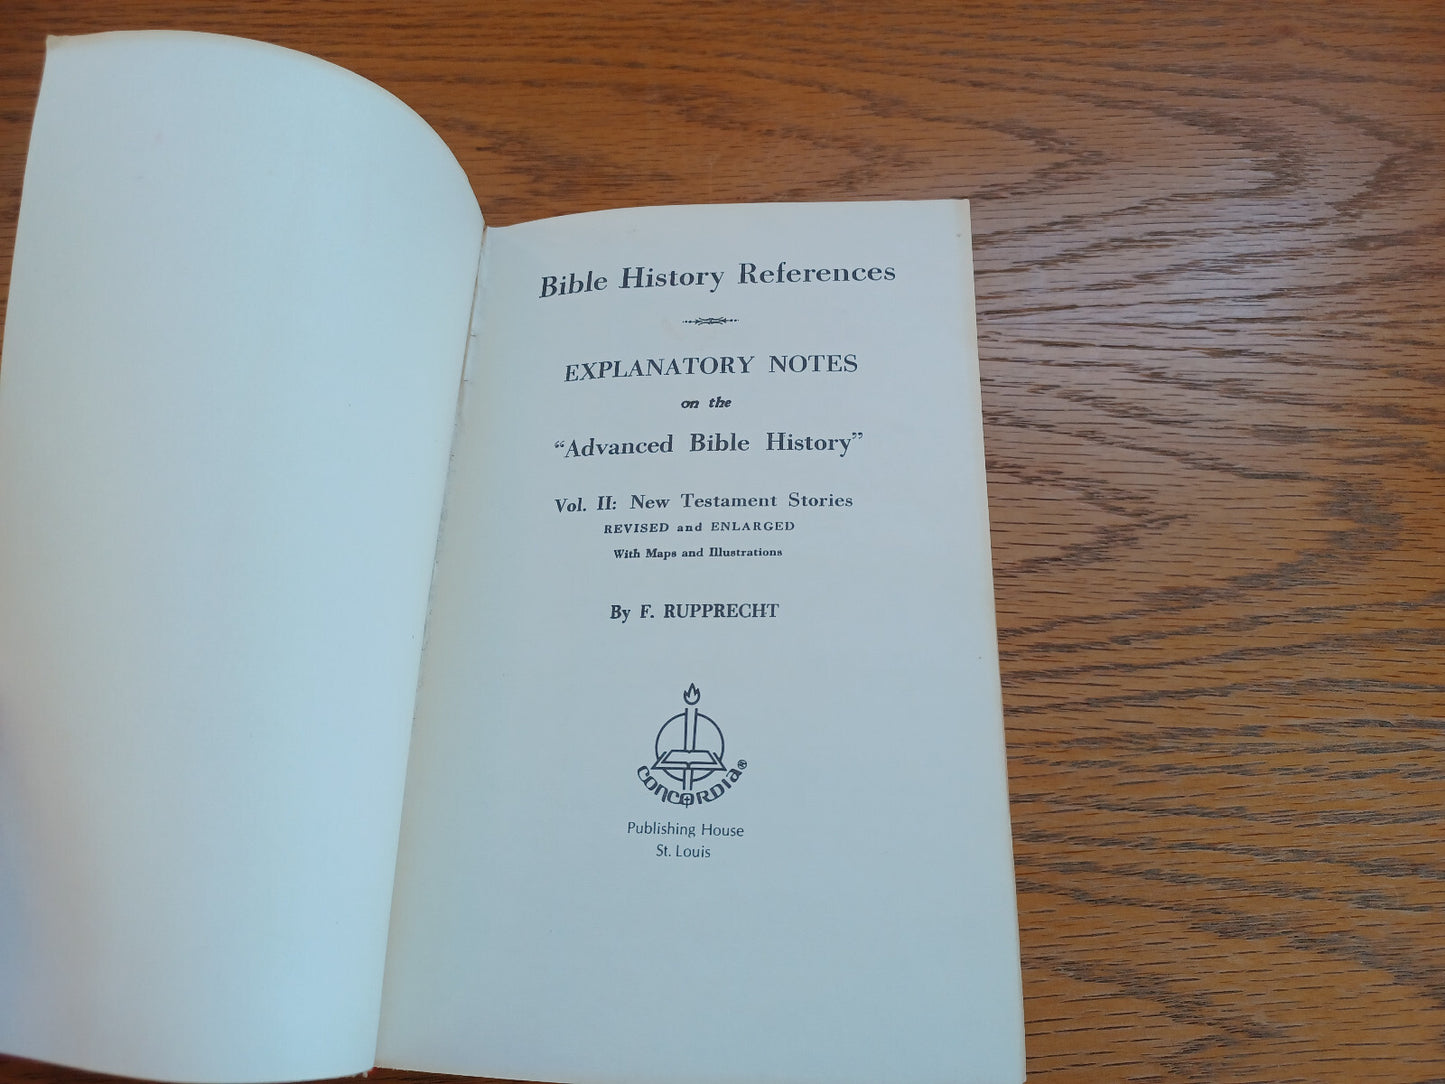 Bible History References
EXPLANATORY NOTES
on the
“Advanced Bible History”
Vol. II: New Testament Stories
REVISED and ENLARGED
With Maps and Illustrations
By F. RUPPRECHT
CONCORDIA®
Publishing House
St. Louis